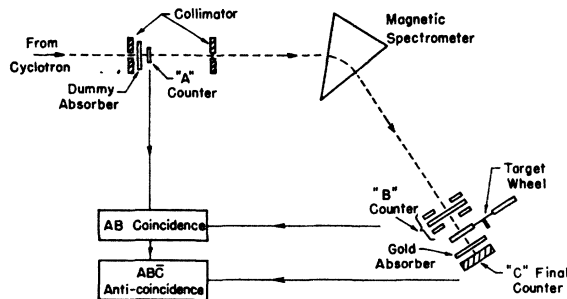 Collimator
Magnetic
Spectrometer
From
Cyclotron
Dummy
Absorber
"A"
Counter
Target
Wheel
"B"
Counter
AB Coincidence
Gold
Absorber
ABC̄
Anti-coincidence
"C" Final
Counter